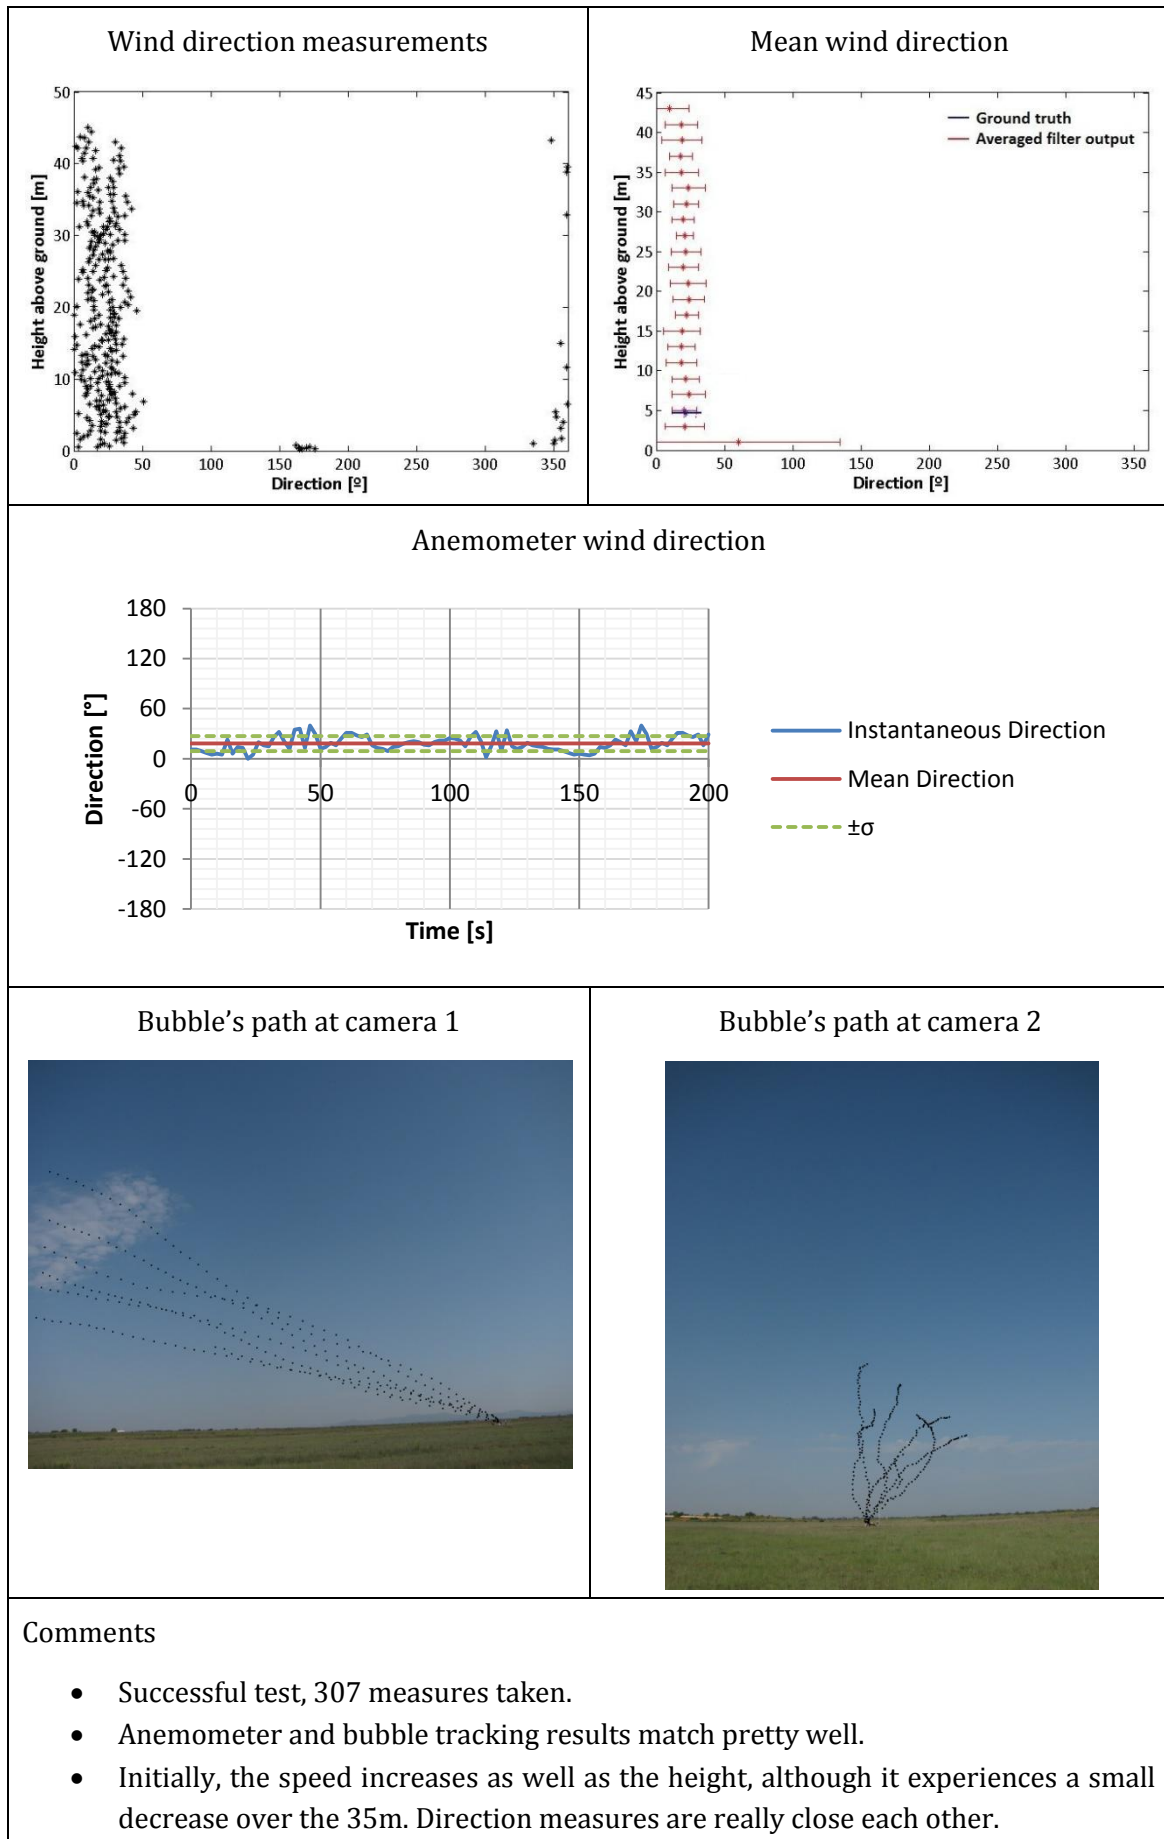 Wind direction measurements
Mean wind direction
50
40
30
20
10
0
Height above ground [m]
0 50 100 150 200 250 300 350
Direction [º]
45
40
35
30
25
20
15
10
5
0
Height above ground [m]
Ground truth
Averaged filter output
0 50 100 150 200 250 300 350
Direction [º]
Anemometer wind direction
180
120
60
0
-60
-120
-180
Direction [°]
0 50 100 150 200
Time [s]
Instantaneous Direction
Mean Direction
±σ
Bubble’s path at camera 1
Bubble’s path at camera 2
Comments
• Successful test, 307 measures taken.
• Anemometer and bubble tracking results match pretty well.
• Initially, the speed increases as well as the height, although it experiences a small
decrease over the 35m. Direction measures are really close each other.